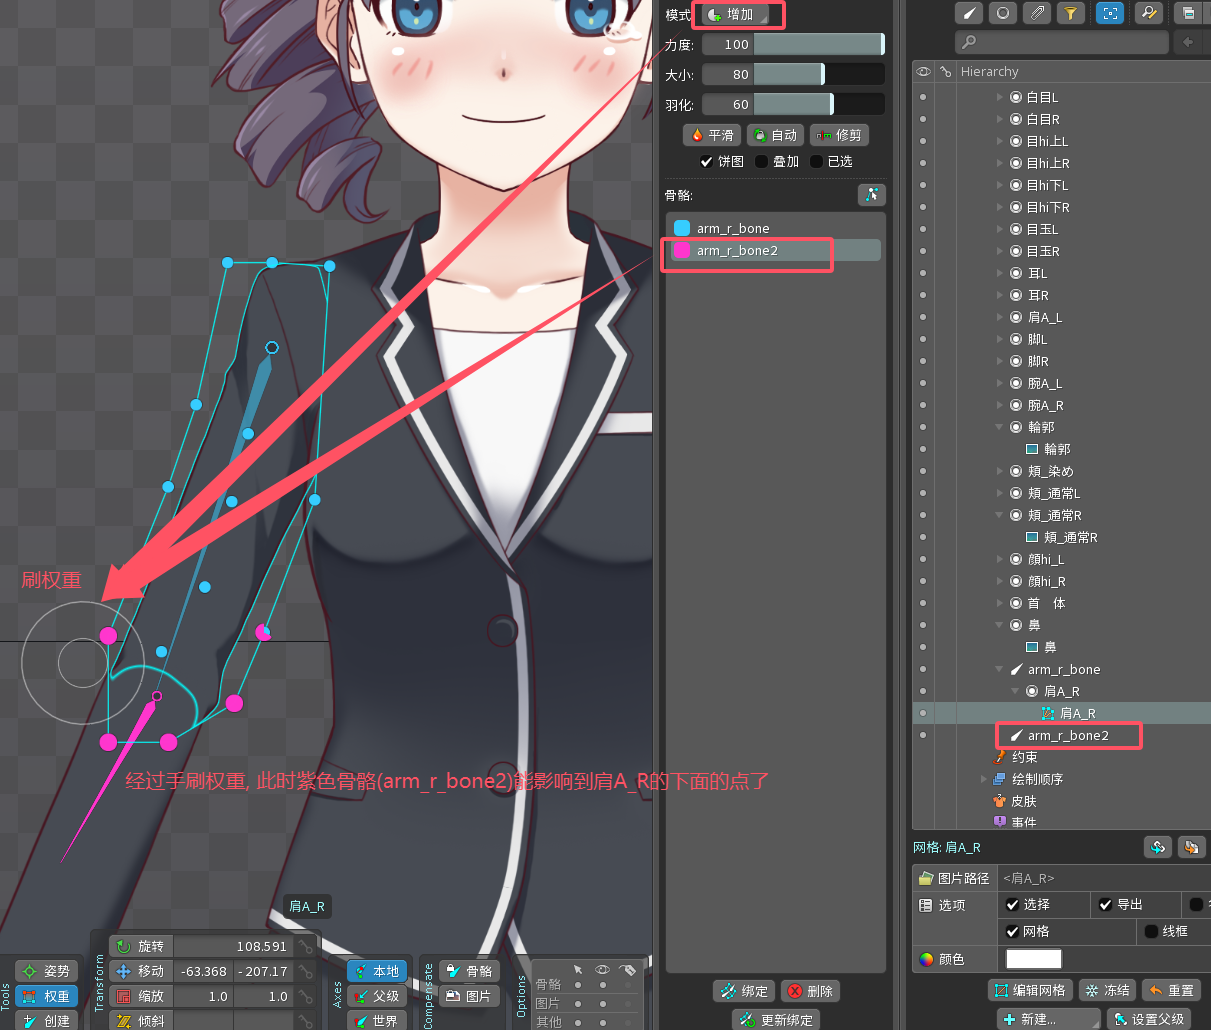 模式 增加
力度: 100
大小: 80
羽化: 60
平滑 自动 修剪
饼图 叠加 已选
骨骼:
arm_r_bone
arm_r_bone2
刷权重
经过手刷权重, 此时紫色骨骼(arm_r_bone2)能影响到肩A_R的下面的点了
肩A_R
Tools
姿势
权重
创建
Transform
旋转 108.591
移动 -63.368 -207.17
缩放 1.0 1.0
倾斜
Axes
本地
父级
世界
Compensate
骨骼
图片
Options
骨骼
图片
其他
绑定 删除
更新绑定
Hierarchy
白目L
白目R
目hi上L
目hi上R
目hi下L
目hi下R
目玉L
目玉R
耳L
耳R
肩A_L
脚L
脚R
腕A_L
腕A_R
輪郭
輪郭
頬_染め
頬_通常L
頬_通常R
頬_通常R
顔hi_L
顔hi_R
首 体
鼻
鼻
arm_r_bone
肩A_R
肩A_R
arm_r_bone2
约束
绘制顺序
皮肤
事件
网格: 肩A_R
图片路径 <肩A_R>
选项 选择 导出
网格 线框
颜色
编辑网格 冻结 重置
新建... 设置父级